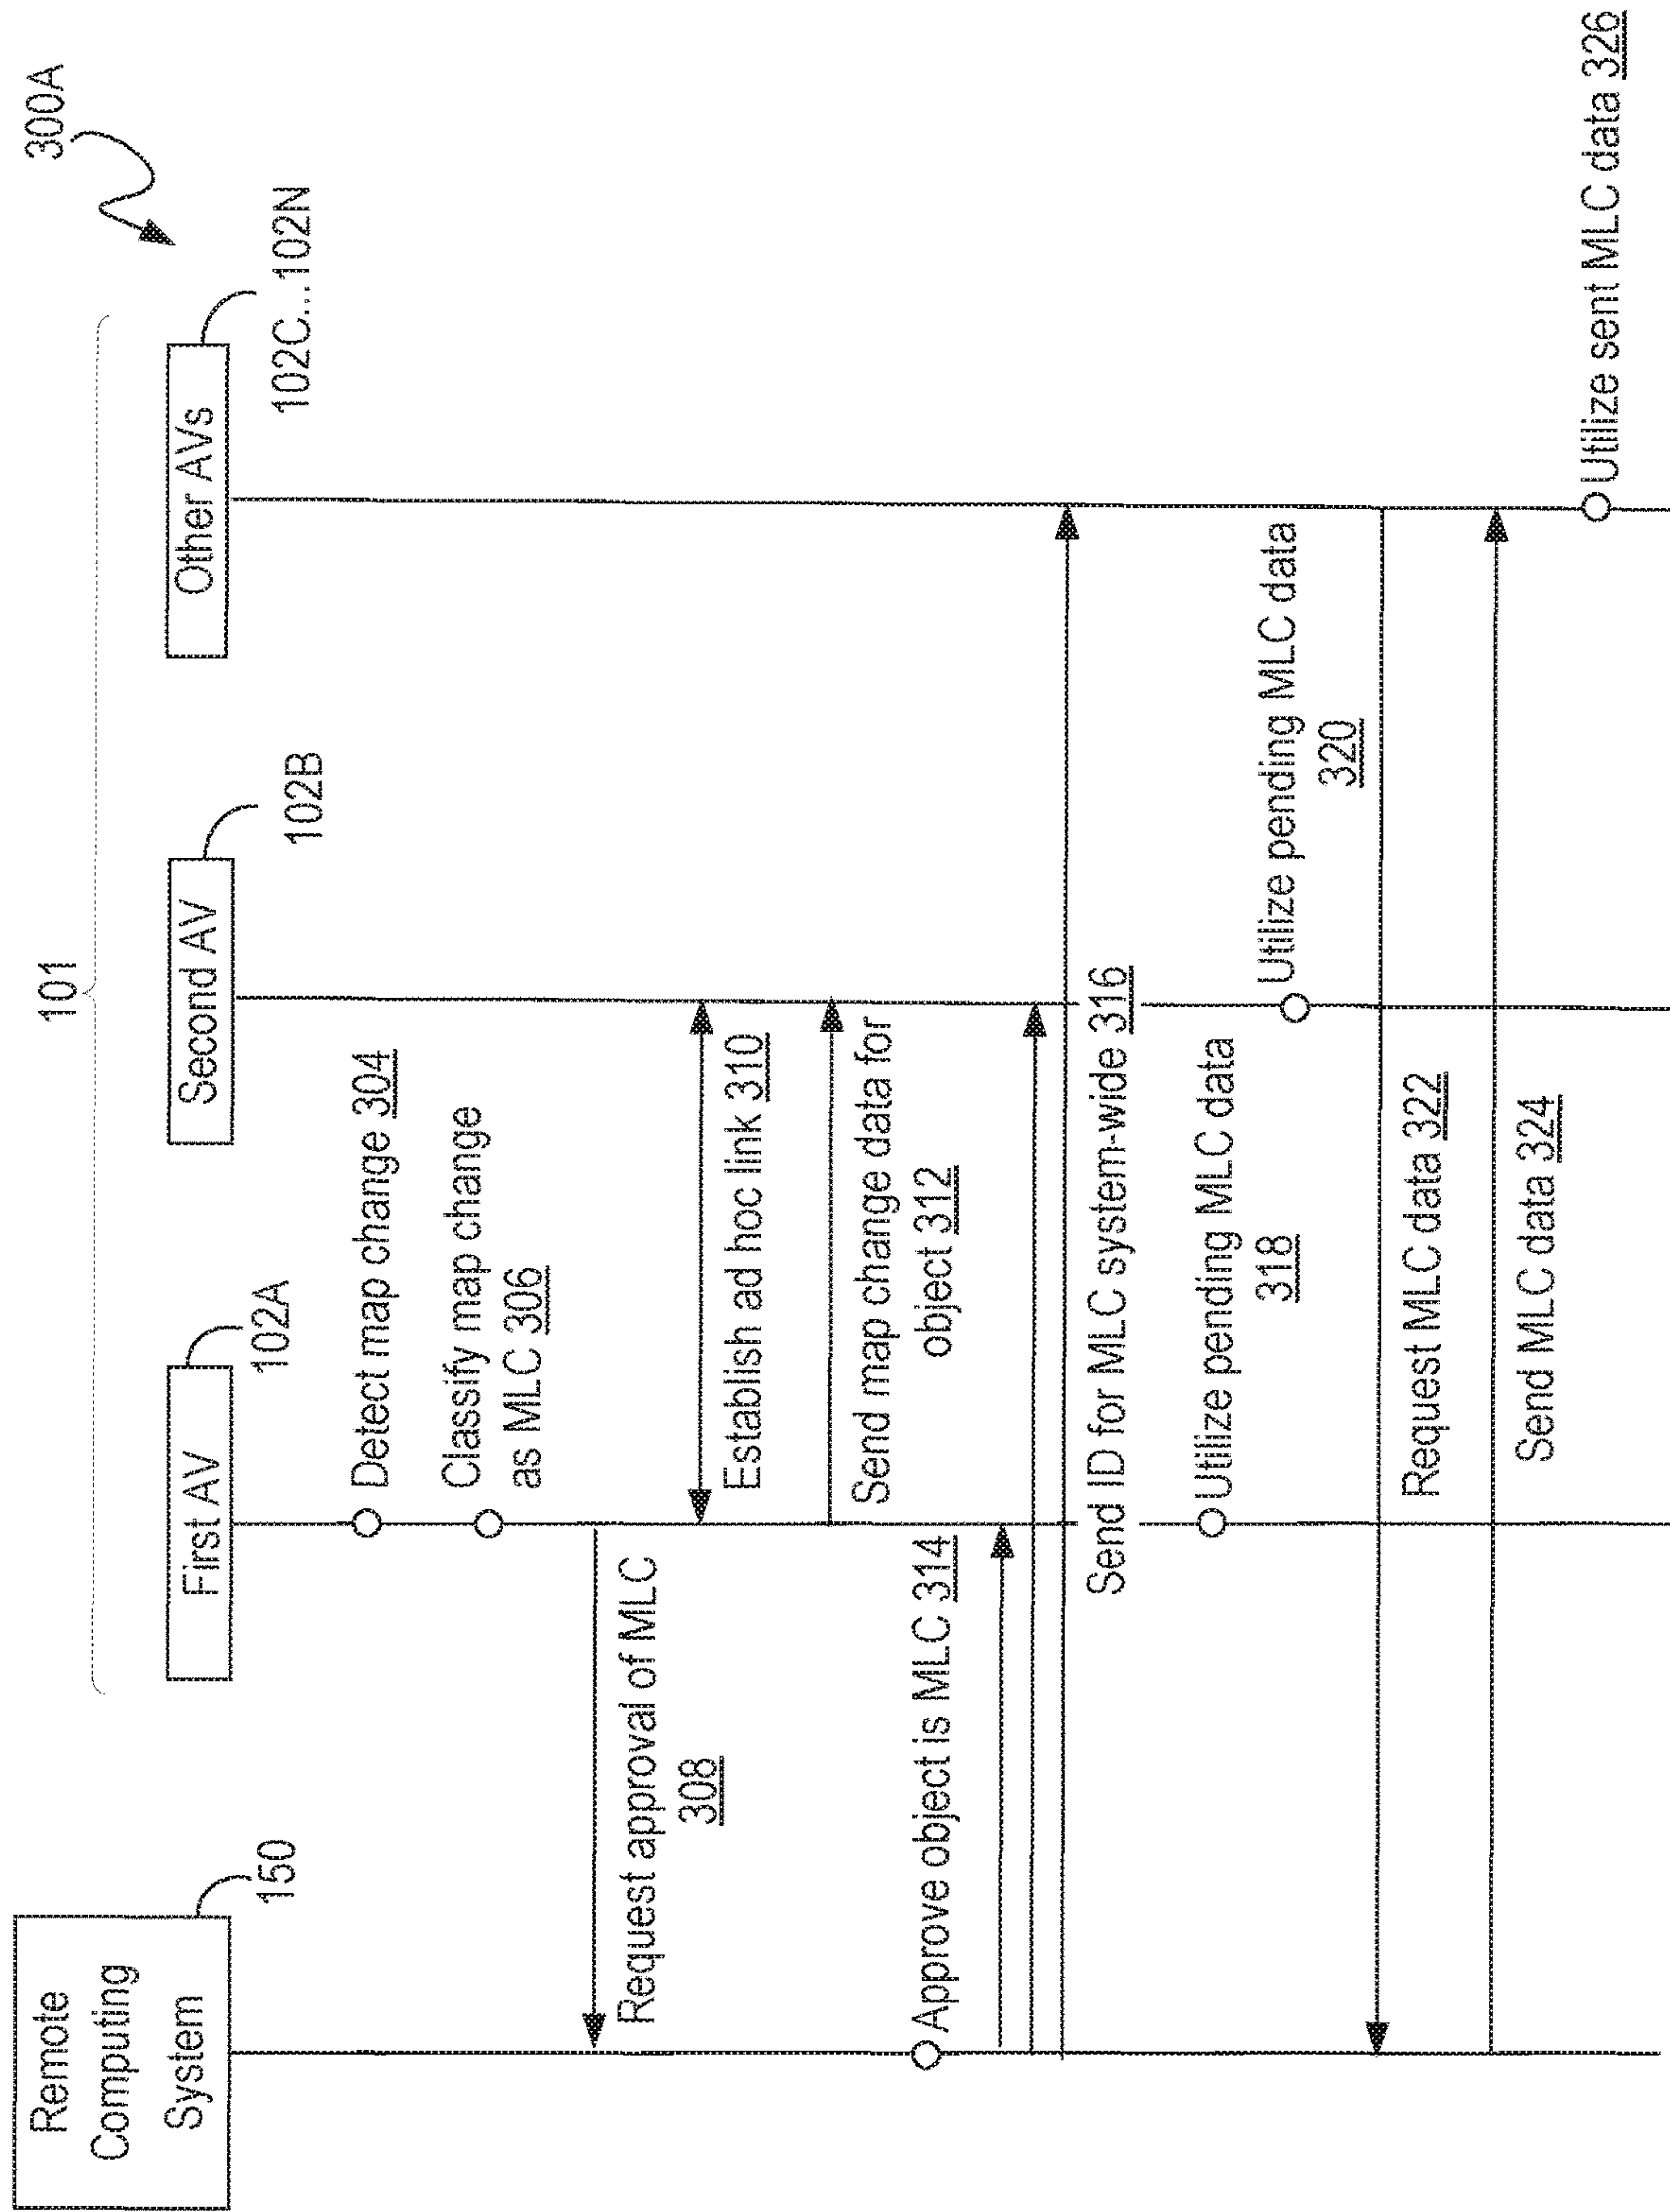 300A
101
Remote
Computing
System
150
First AV
102A
Second AV
102B
Other AVs
102C...102N
Detect map change 304
Classify map change
as MLC 306
Request approval of MLC
308
Establish ad hoc link 310
Send map change data for
object 312
Approve object is MLC 314
Send ID for MLC system-wide 316
Utilize pending MLC data
318
Utilize pending MLC data
320
Request MLC data 322
Send MLC data 324
Utilize sent MLC data 326